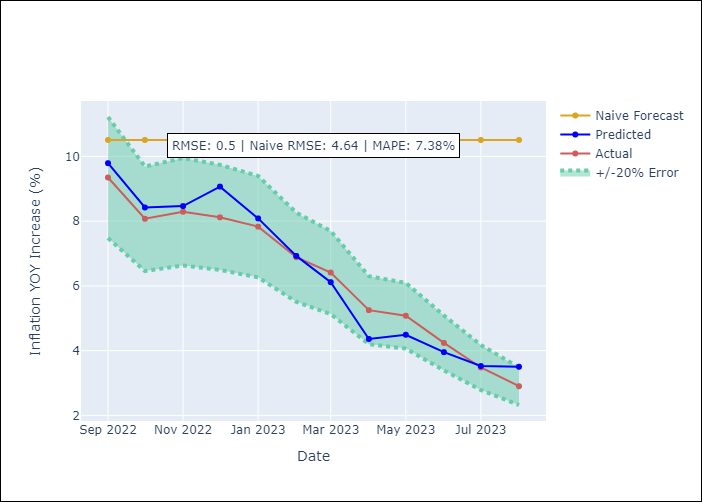 RMSE: 0.5 | Naive RMSE: 4.64 | MAPE: 7.38%
Naive Forecast
Predicted
Actual
+/-20% Error
Inflation YOY Increase (%)
10
8
6
4
2
Sep 2022
Nov 2022
Jan 2023
Mar 2023
May 2023
Jul 2023
Date